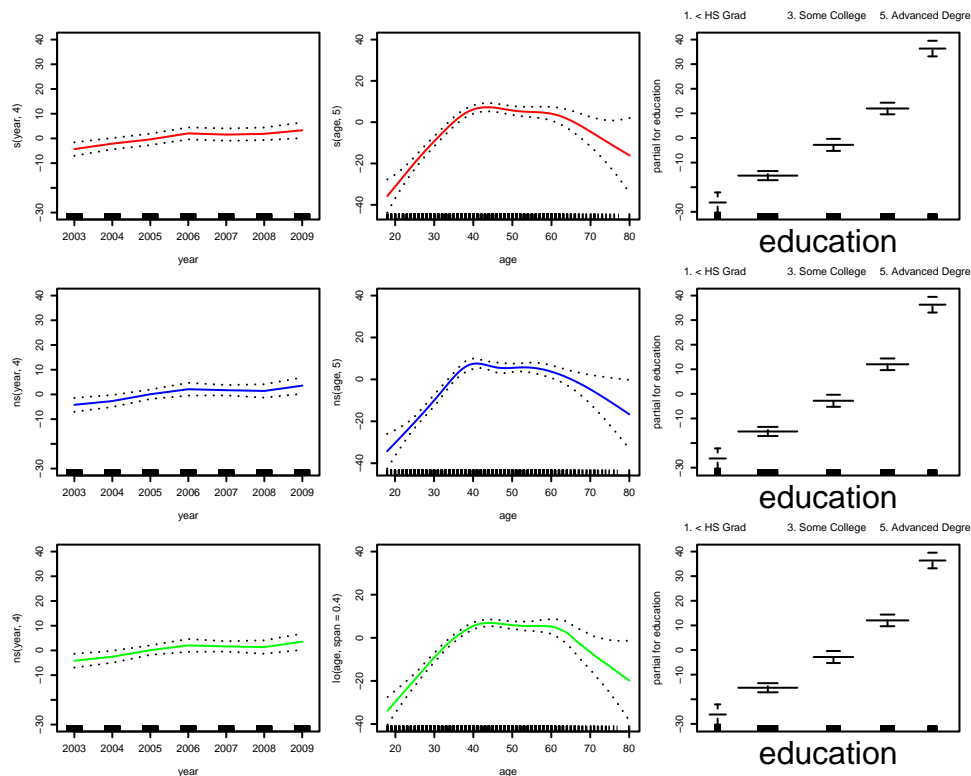 1. < HS Grad 3. Some College 5. Advanced Degre
s(year, 4)
40
30
20
10
0
−10
−30
2003 2004 2005 2006 2007 2008 2009
year
s(age, 5)
20
0
−20
−40
20 30 40 50 60 70 80
age
partial for education
40
30
20
10
0
−10
−30
education
1. < HS Grad 3. Some College 5. Advanced Degre
ns(year, 4)
40
30
20
10
0
−10
−30
2003 2004 2005 2006 2007 2008 2009
year
ns(age, 5)
40
20
0
−20
−40
20 30 40 50 60 70 80
age
partial for education
40
30
20
10
0
−10
−30
education
1. < HS Grad 3. Some College 5. Advanced Degre
ns(year, 4)
40
30
20
10
0
−10
−30
2003 2004 2005 2006 2007 2008 2009
year
lo(age, span = 0.4)
40
20
0
−20
−40
20 30 40 50 60 70 80
age
partial for education
40
30
20
10
0
−10
−30
education